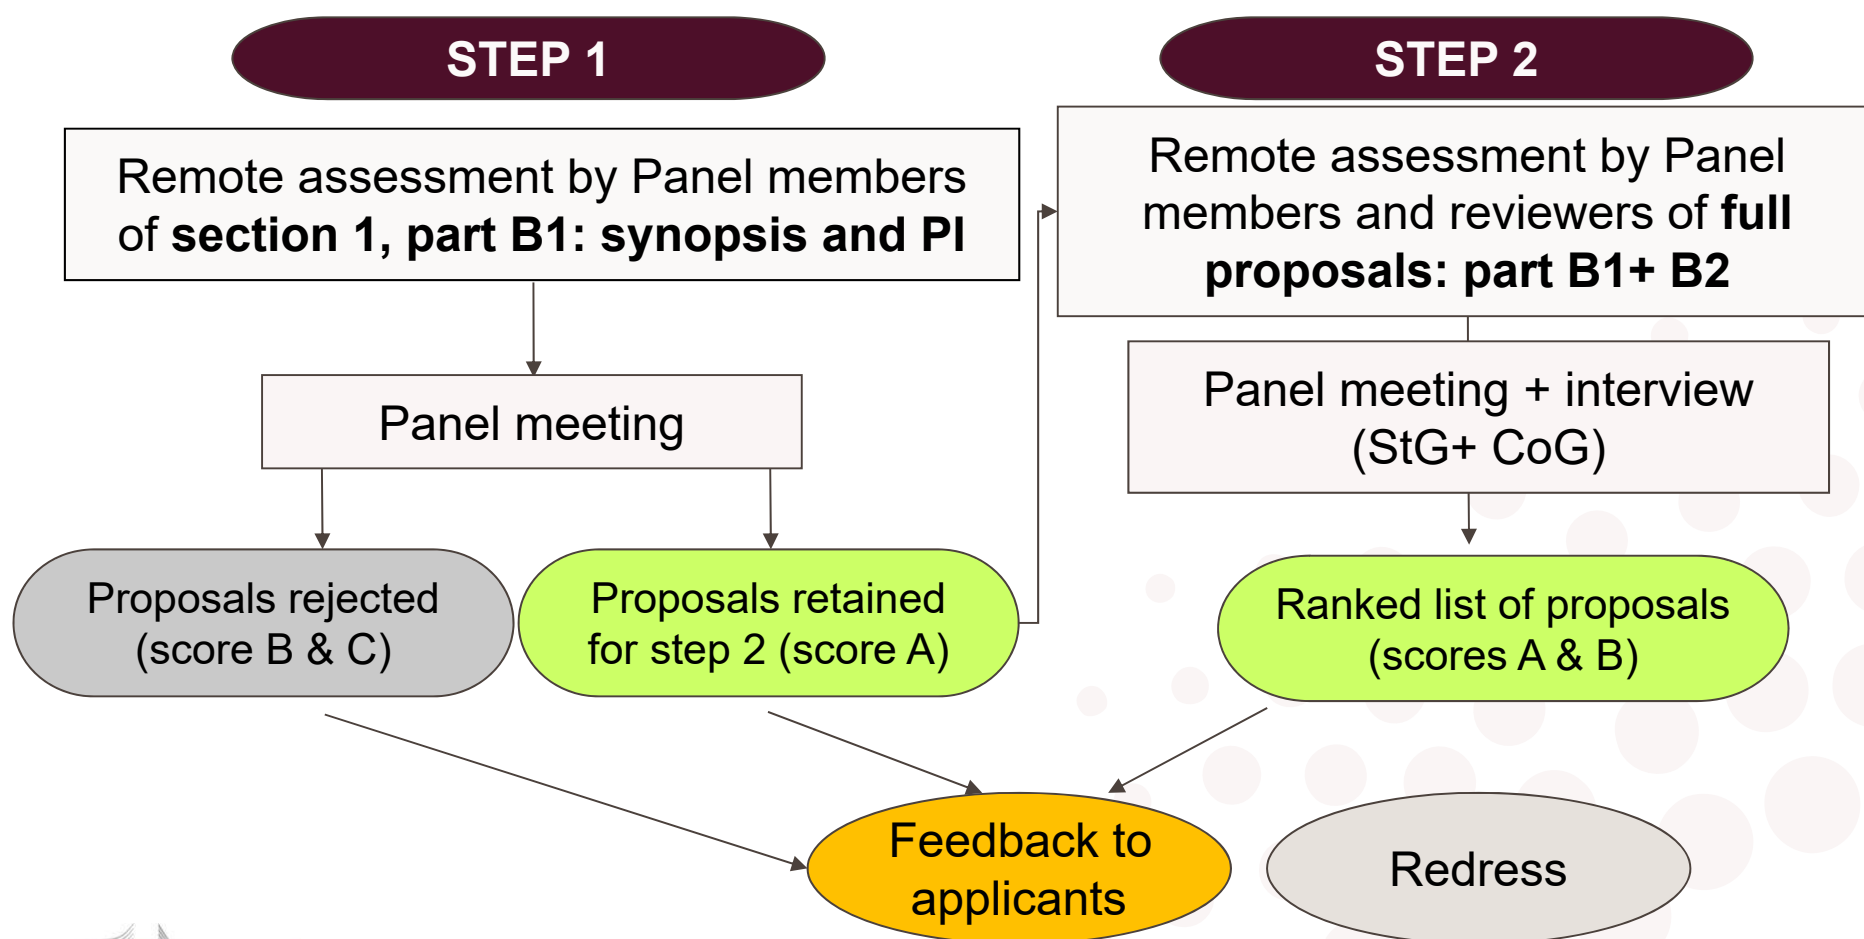 STEP 1
Remote assessment by Panel members
of section 1, part B1: synopsis and PI
Panel meeting
Proposals rejected
(score B & C)
Proposals retained
for step 2 (score A)
STEP 2
Remote assessment by Panel
members and reviewers of full
proposals: part B1+ B2
Panel meeting + interview
(StG+ CoG)
Ranked list of proposals
(scores A & B)
Feedback to
applicants
Redress